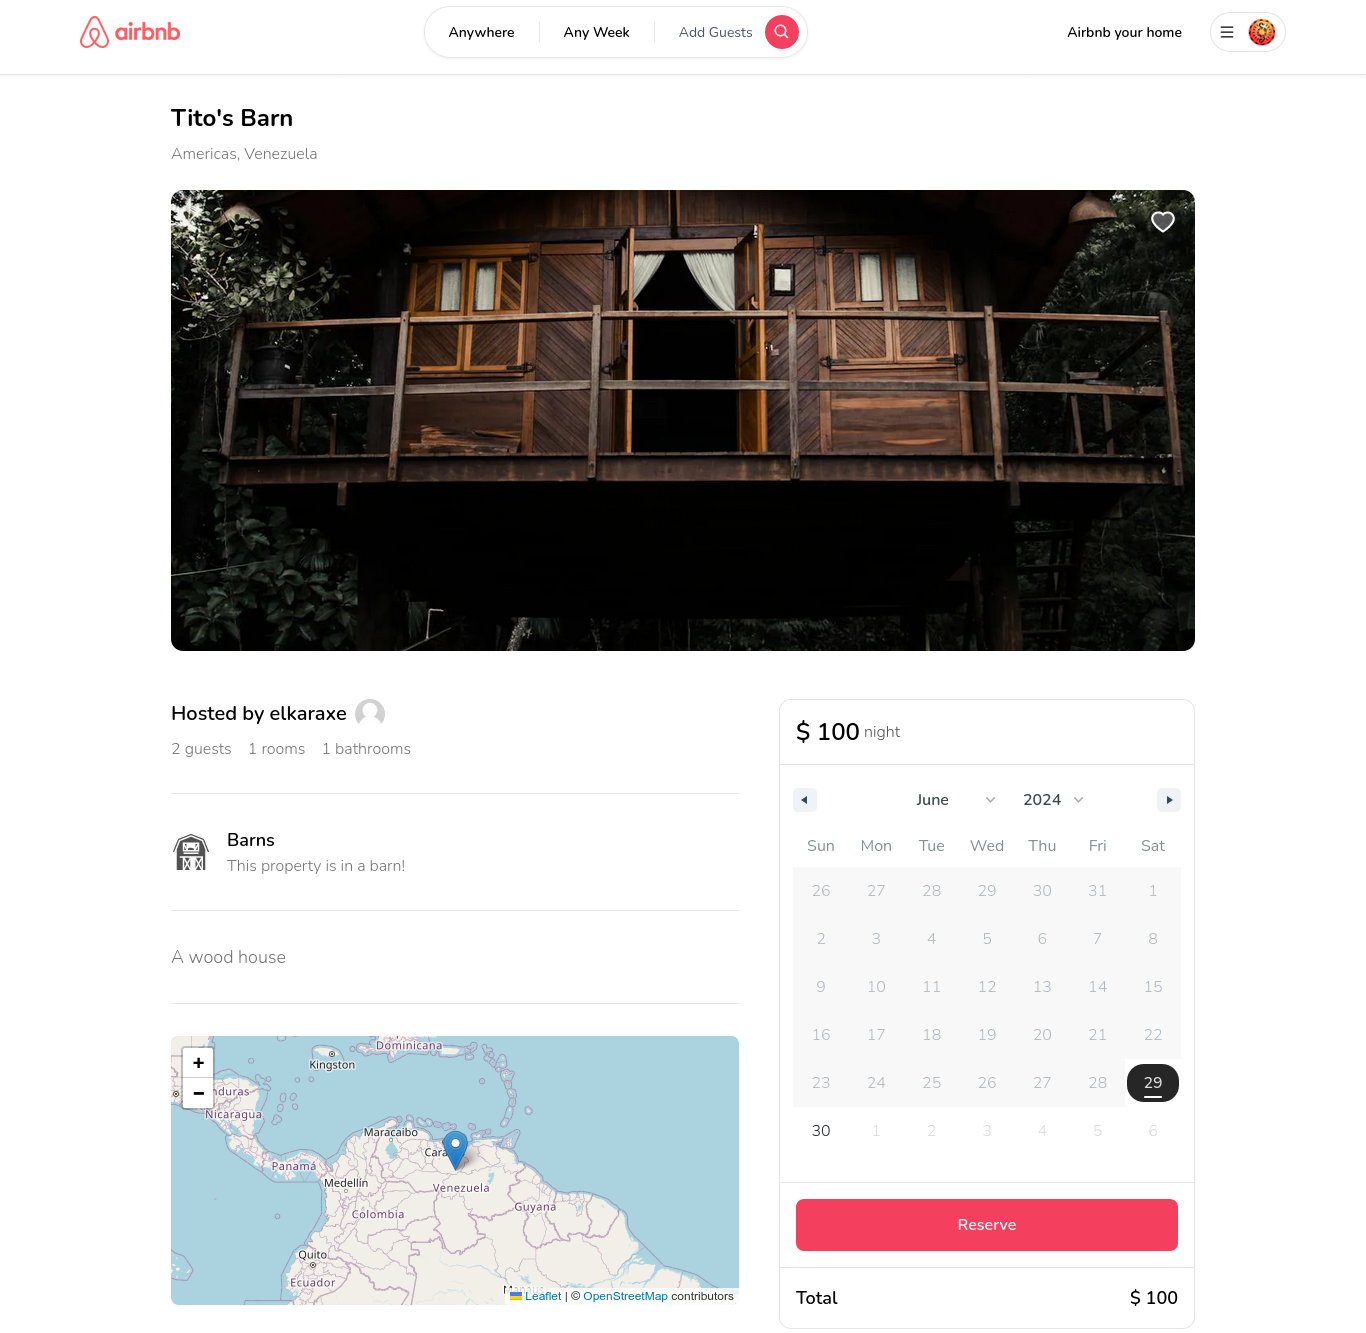 airbnb
Anywhere
Any Week
Add Guests
Airbnb your home
Tito's Barn
Americas, Venezuela
Hosted by elkaraxe
2 guests 1 rooms 1 bathrooms
Barns
This property is in a barn!
A wood house
+
−
Dominicana
Kingston
nduras
Nicaragua
Maracaibo
Cara
Panamá
Medellín
Venezuela
Guyana
Colombia
Quito
Ecuador
Leaflet | © OpenStreetMap contributors
$ 100 night
June 2024
Sun Mon Tue Wed Thu Fri Sat
26 27 28 29 30 31 1
2 3 4 5 6 7 8
9 10 11 12 13 14 15
16 17 18 19 20 21 22
23 24 25 26 27 28 29
30 1 2 3 4 5 6
Reserve
Total $ 100